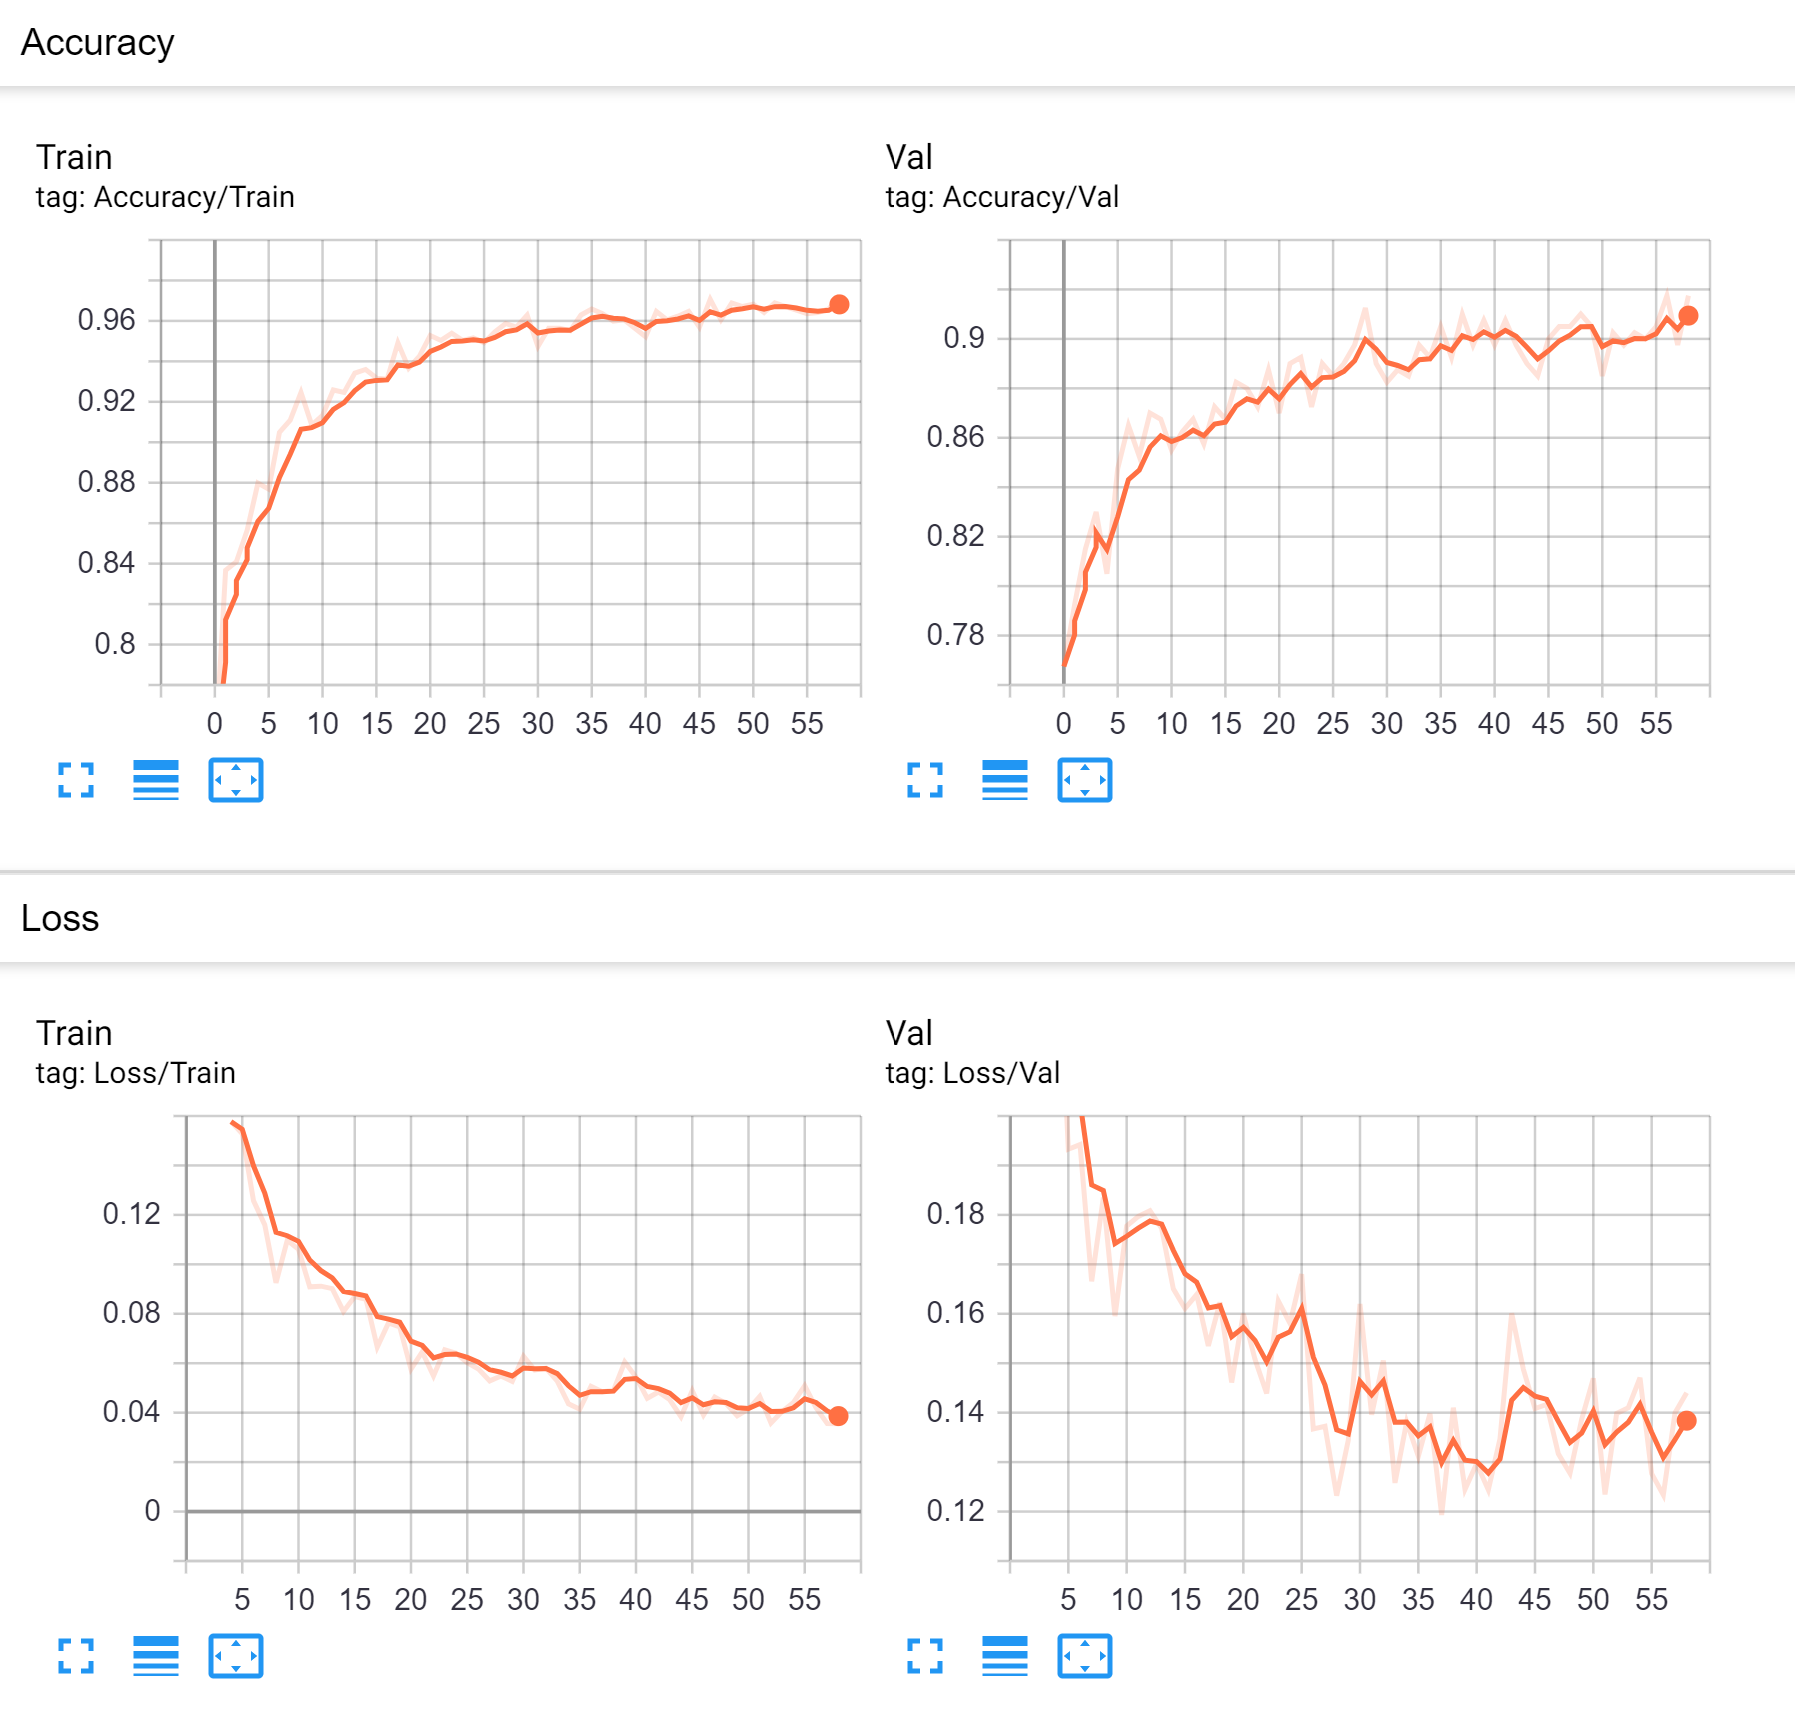 Accuracy
Train
tag: Accuracy/Train
0.96
0.92
0.88
0.84
0.8
0 5 10 15 20 25 30 35 40 45 50 55
Val
tag: Accuracy/Val
0.9
0.86
0.82
0.78
0 5 10 15 20 25 30 35 40 45 50 55
Loss
Train
tag: Loss/Train
0.12
0.08
0.04
0
5 10 15 20 25 30 35 40 45 50 55
Val
tag: Loss/Val
0.18
0.16
0.14
0.12
5 10 15 20 25 30 35 40 45 50 55